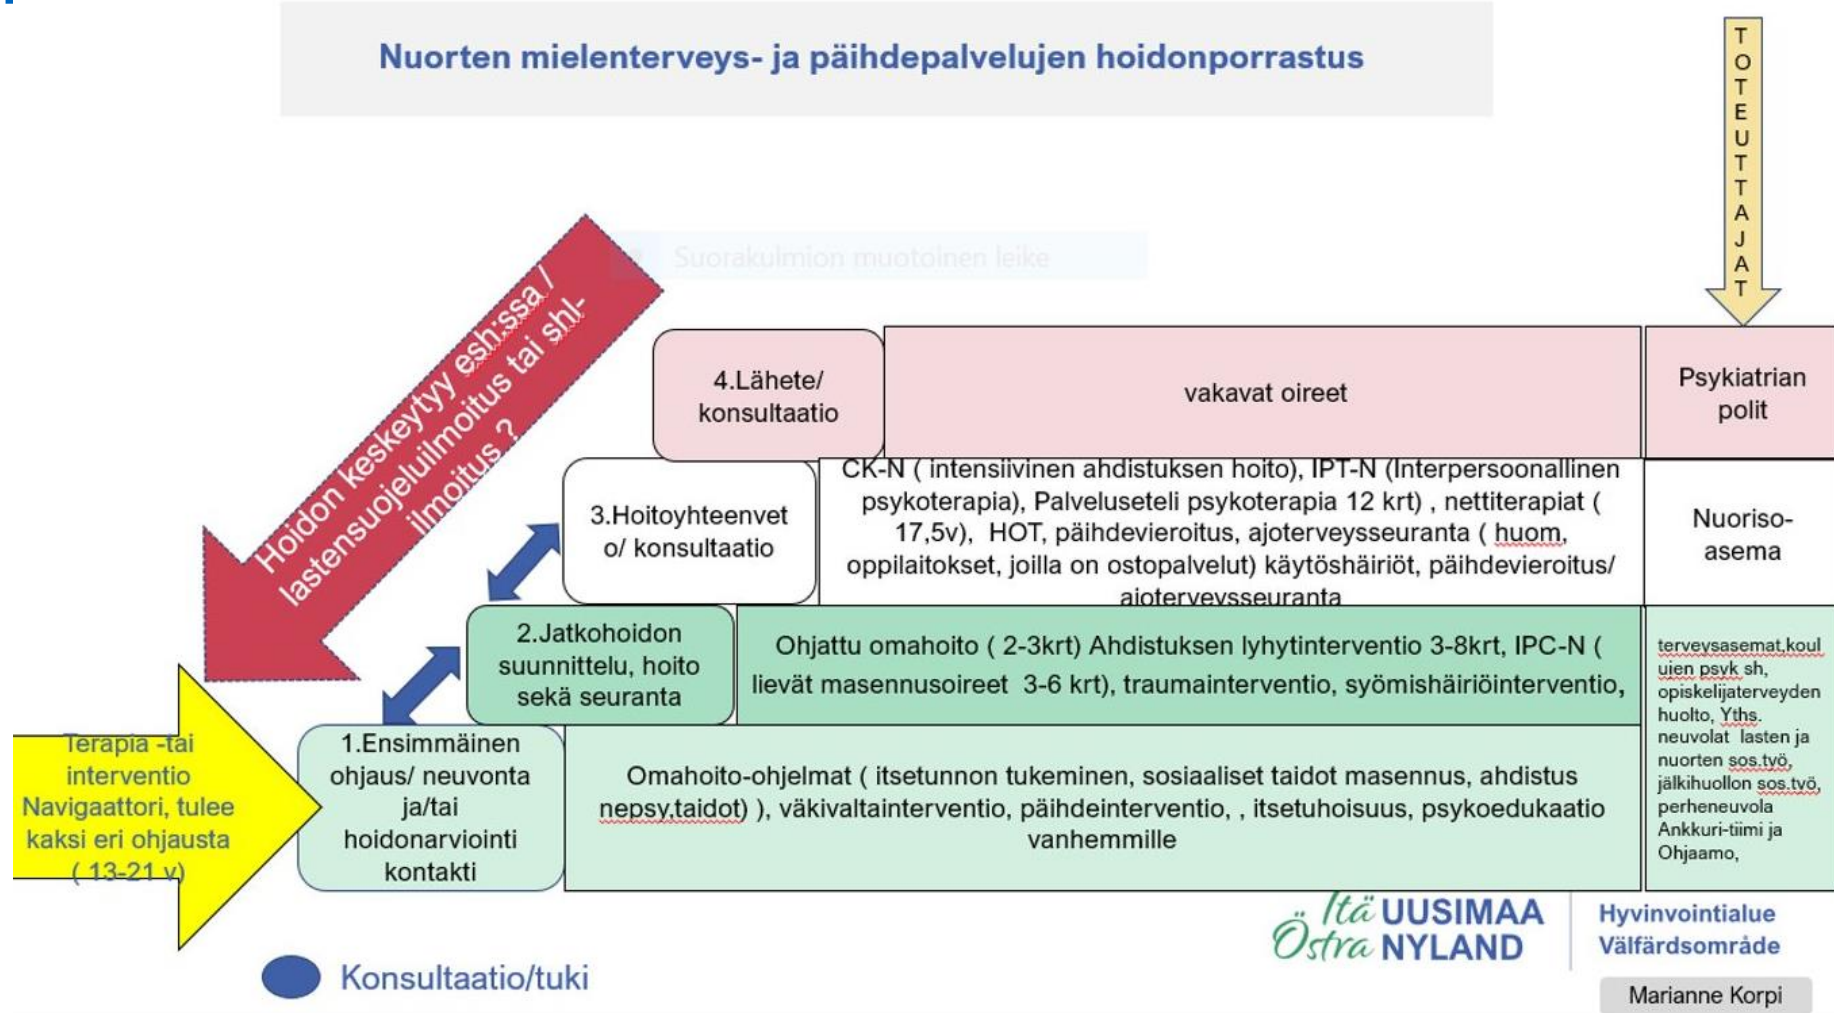 Nuorten mielenterveys- ja päihdepalvelujen hoidonporrastus
TOTEUTTAJAT
Suorakulmion muotoinen leike
Hoidon keskeytyy esh:ssa /
lastensuojeluilmoitus tai shl-
ilmoitus ?
4.Lähete/
konsultaatio
vakavat oireet
Psykiatrian
polit
3.Hoitoyhteenvet
o/ konsultaatio
CK-N ( intensiivinen ahdistuksen hoito), IPT-N (Interpersoonallinen
psykoterapia), Palveluseteli psykoterapia 12 krt) , nettiterapiat (
17,5v), HOT, päihdevieroitus, ajoterveysseuranta ( huom,
oppilaitokset, joilla on ostopalvelut) käytöshäiriöt, päihdevieroitus/
ajoterveysseuranta
Nuoriso-
asema
2.Jatkohoidon
suunnittelu, hoito
sekä seuranta
Ohjattu omahoito ( 2-3krt) Ahdistuksen lyhytinterventio 3-8krt, IPC-N (
lievät masennusoireet 3-6 krt), traumainterventio, syömishäiriöinterventio,
terveysasemat,koul
ujen psyk sh,
opiskelijaterveyden
huolto, Yths.
neuvolat lasten ja
nuorten sos.työ,
jälkihuollon sos.työ,
perheneuvola
Ankkuri-tiimi ja
Ohjaamo,
Terapia -tai
interventio
Navigaattori, tulee
kaksi eri ohjausta
( 13-21 v)
1.Ensimmäinen
ohjaus/ neuvonta
ja/tai
hoidonarviointi
kontakti
Omahoito-ohjelmat ( itsetunnon tukeminen, sosiaaliset taidot masennus, ahdistus
nepsy,taidot) ), väkivaltainterventio, päihdeinterventio, , itsetuhoisuus, psykoedukaatio
vanhemmille
Konsultaatio/tuki
Itä UUSIMAA
Östra NYLAND
Hyvinvointialue
Välfärdsområde
Marianne Korpi